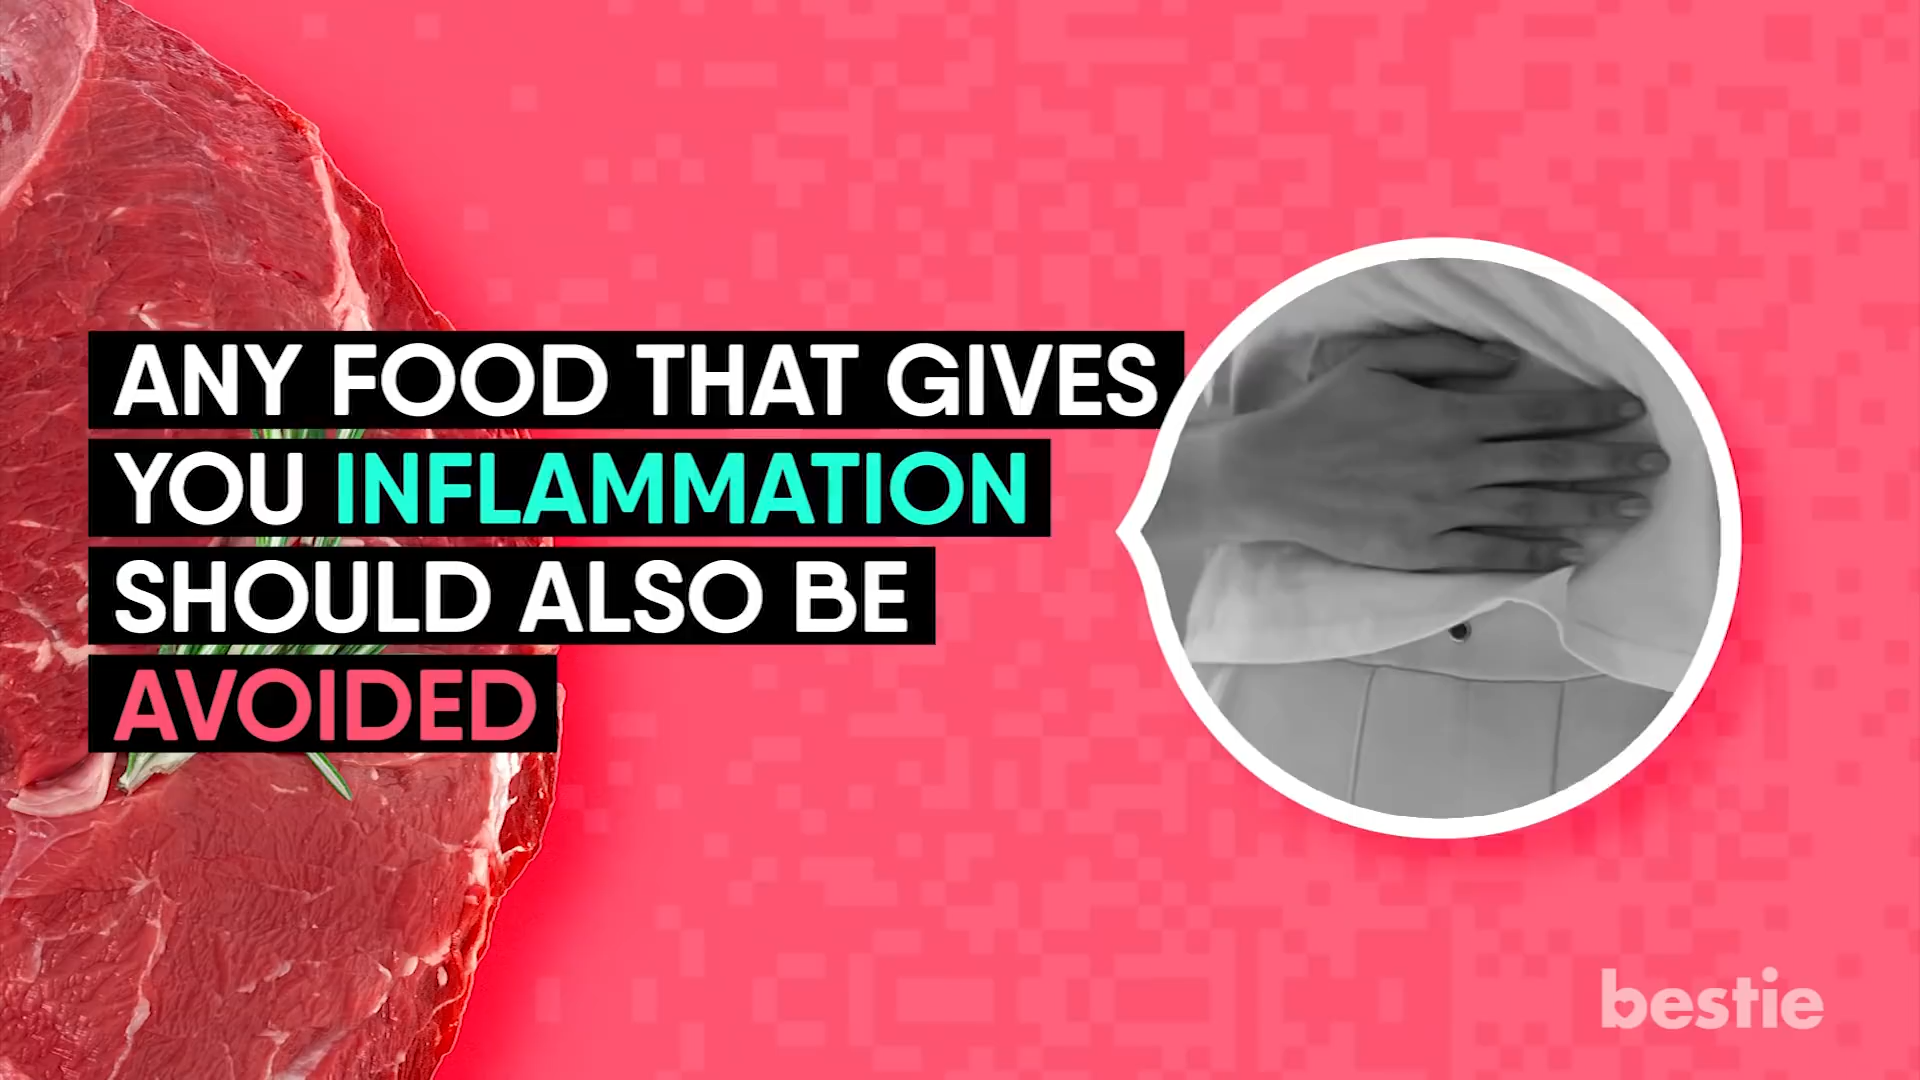 ANY FOOD THAT GIVES
YOU INFLAMMATION
SHOULD ALSO BE
AVOIDED
bestie